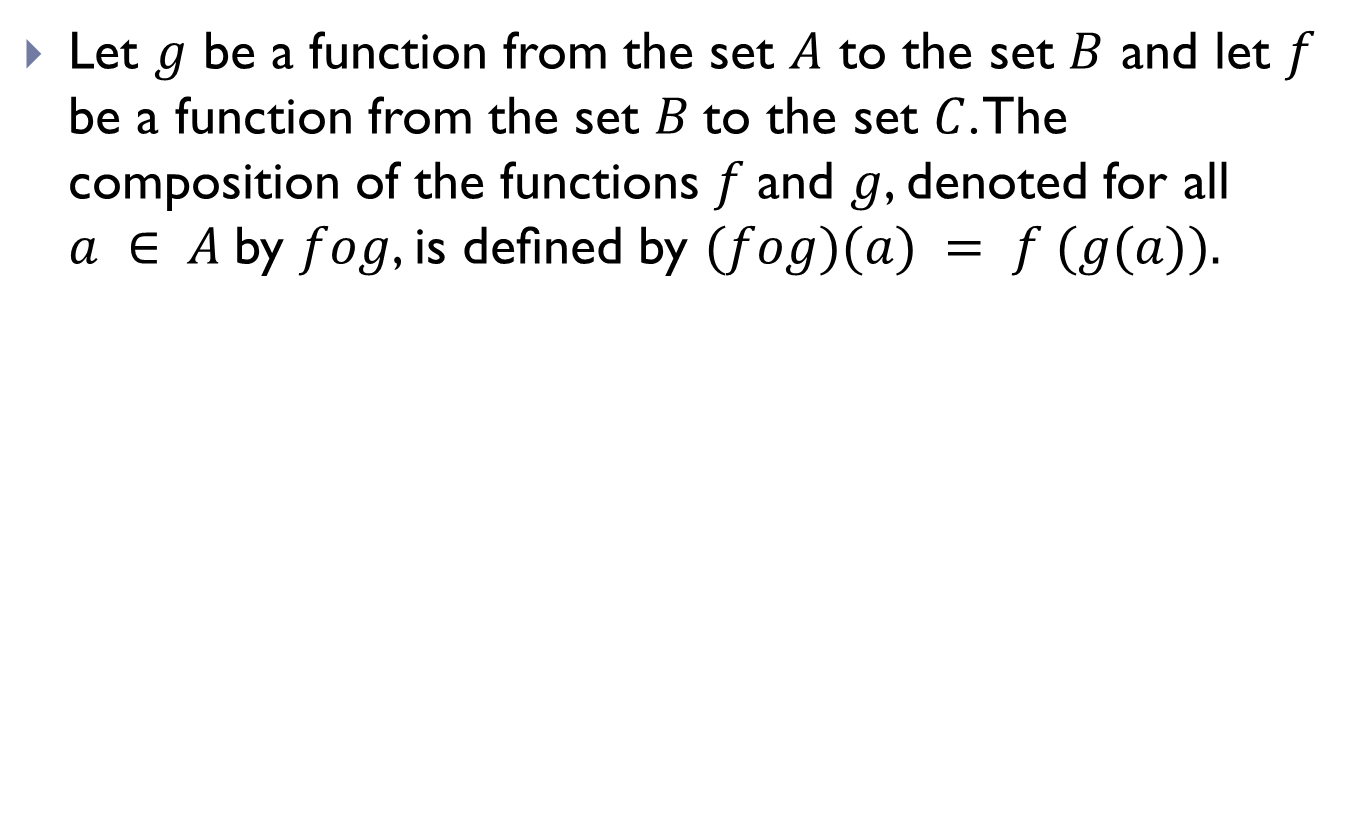 Let g be a function from the set A to the set B and let f
be a function from the set B to the set C.The
composition of the functions f and g, denoted for all
a ∈ A by fog, is defined by (fog)(a) = f (g(a)).